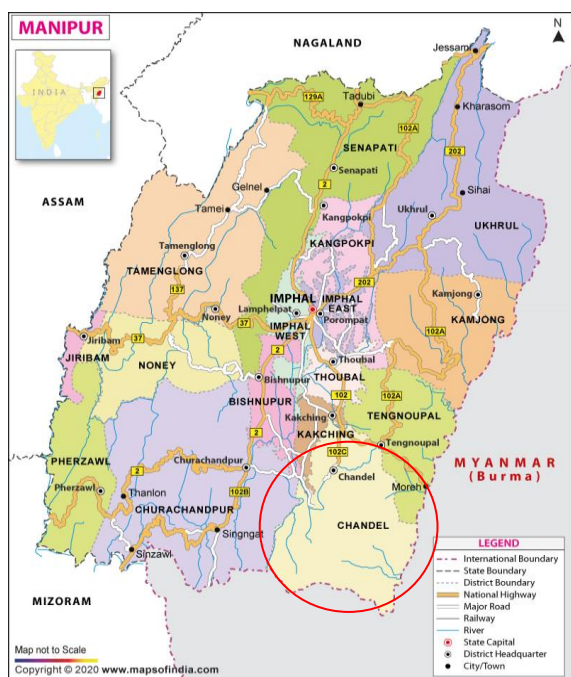 MANIPUR
N
NAGALAND
INDIA
Jessami
129A
Tadubi
102A
Kharasom
SENAPATI
202
ASSAM
Senapati
Gelnel
2
Sihai
Tamei
Kangpokpi
Ukhrul
UKHRUL
KANGPOKPI
Tamenglong
TAMENGLONG
202
137
IMPHAL
IMPHAL
EAST
Kamjong
Noney
Lamphelpat
Porompat
KAMJONG
37
IMPHAL
WEST
102A
37
Jiribam
JIRIBAM
2
NONEY
Thoubal
Bishnupur
THOUBAL
BISHNUPUR
102
102A
TENGNOUPAL
Kakching
KAKCHING
2
Tengnoupal
PHERZAWL
102C
MYANMAR
(Burma)
Churachandpur
Chandel
2
Moreh
Pherzawl
Thanlon
102B
CHURACHANDPUR
CHANDEL
Singngat
Sinzawl
LEGEND
International Boundary
State Boundary
District Boundary
National Highway
Major Road
Railway
River
State Capital
District Headquarter
City/Town
MIZORAM
Map not to Scale
Copyright © 2020 www.mapsofindia.com